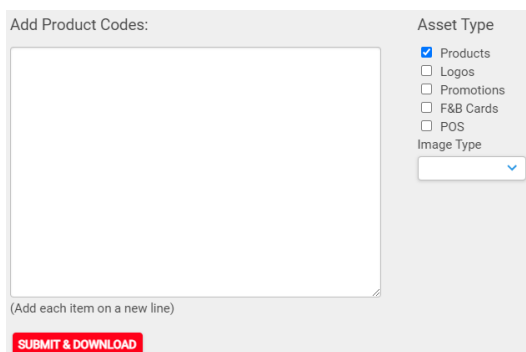 Add Product Codes:
(Add each item on a new line)
SUBMIT & DOWNLOAD
Asset Type
Products
Logos
Promotions
F&B Cards
POS
Image Type